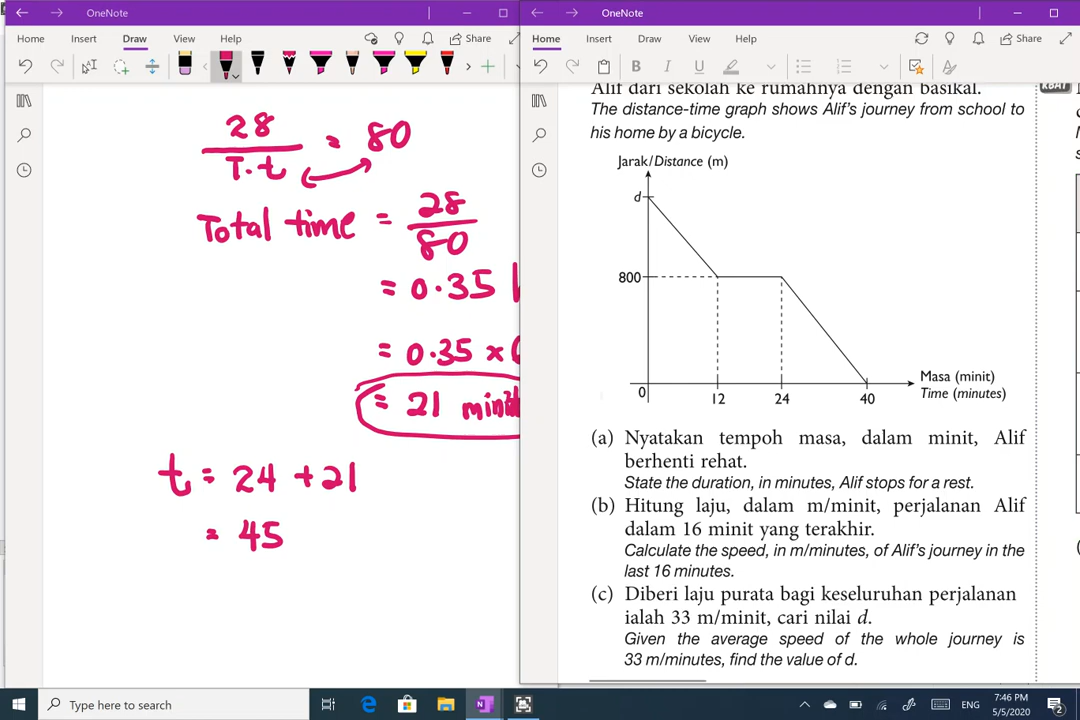 OneNote
Home Insert Draw View Help Share
28
T.t = 80
Total time = 28
80
= 0.35
= 0.35 x
= 21 minit
t = 24 + 21
= 45
OneNote
Home Insert Draw View Help Share
B I U A
Alif dari sekolah ke rumahnya dengan basikal.
The distance-time graph shows Alif's journey from school to
his home by a bicycle.
Jarak/Distance (m)
d
800
0
12 24 40
Masa (minit)
Time (minutes)
(a) Nyatakan tempoh masa, dalam minit, Alif
berhenti rehat.
State the duration, in minutes, Alif stops for a rest.
(b) Hitung laju, dalam m/minit, perjalanan Alif
dalam 16 minit yang terakhir.
Calculate the speed, in m/minutes, of Alif's journey in the
last 16 minutes.
(c) Diberi laju purata bagi keseluruhan perjalanan
ialah 33 m/minit, cari nilai d.
Given the average speed of the whole journey is
33 m/minutes, find the value of d.
KBAT
Type here to search
ENG
7:46 PM
5/5/2020
2